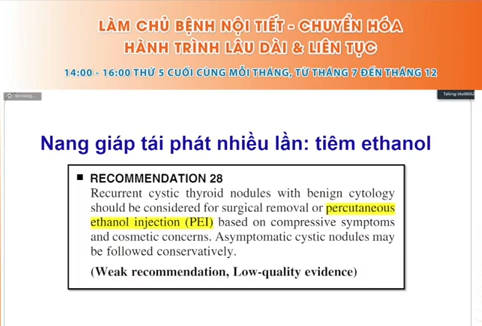 LÀM CHỦ BỆNH NỘI TIẾT - CHUYỂN HÓA
HÀNH TRÌNH LÂU DÀI & LIÊN TỤC
14:00 - 16:00 THỨ 5 CUỐI CÙNG MỖI THÁNG, TỪ THÁNG 7 ĐẾN THÁNG 12
Nang giáp tái phát nhiều lần: tiêm ethanol
▪ RECOMMENDATION 28
Recurrent cystic thyroid nodules with benign cytology
should be considered for surgical removal or percutaneous
ethanol injection (PEI) based on compressive symptoms
and cosmetic concerns. Asymptomatic cystic nodules may
be followed conservatively.
(Weak recommendation, Low-quality evidence)